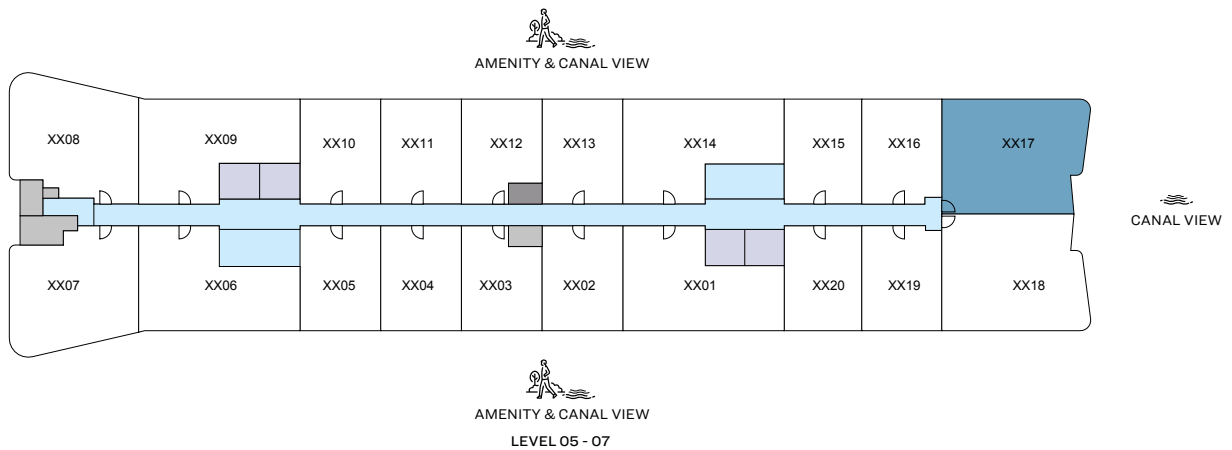 AMENITY & CANAL VIEW
XX08
XX09
XX10
XX11
XX12
XX13
XX14
XX15
XX16
XX17
CANAL VIEW
XX07
XX06
XX05
XX04
XX03
XX02
XX01
XX20
XX19
XX18
AMENITY & CANAL VIEW
LEVEL 05 - 07